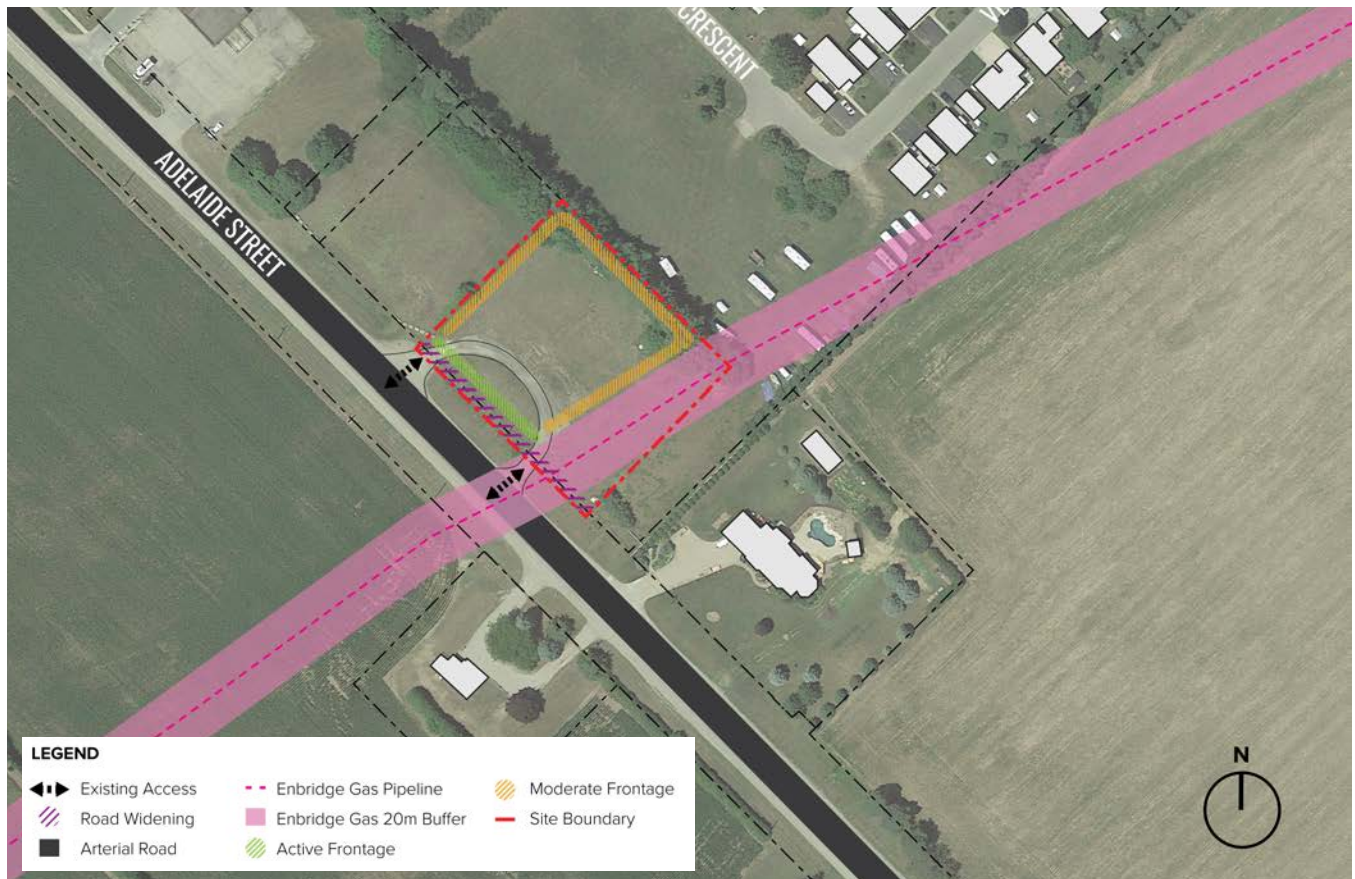 CRESCENT
ADELAIDE STREET
LEGEND
Existing Access
Road Widening
Arterial Road
Enbridge Gas Pipeline
Enbridge Gas 20m Buffer
Active Frontage
Moderate Frontage
Site Boundary
N